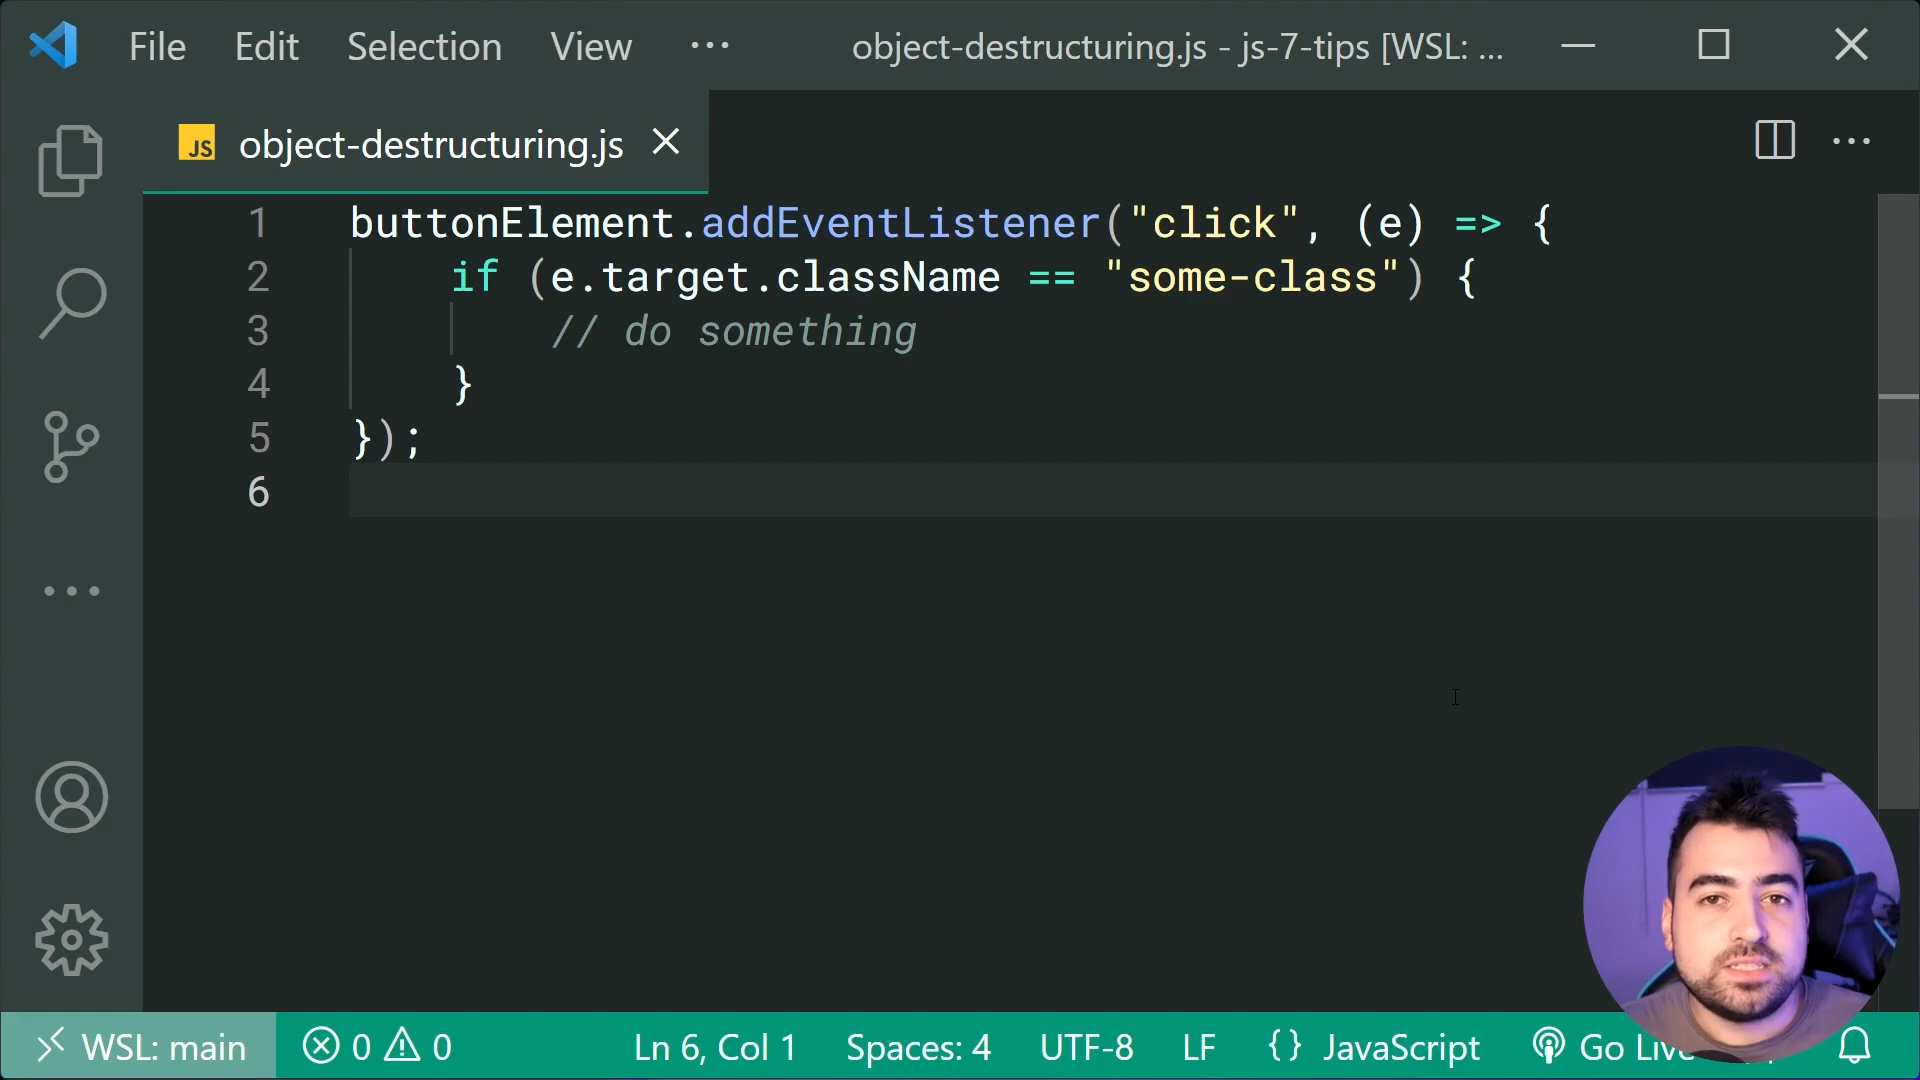 File Edit Selection View ··· object-destructuring.js - js-7-tips [WSL: ...
JS object-destructuring.js
1 buttonElement.addEventListener("click", (e) => {
2 if (e.target.className == "some-class") {
3 // do something
4 }
5 });
6
WSL: main 0 0 Ln 6, Col 1 Spaces: 4 UTF-8 LF {} JavaScript Go Live